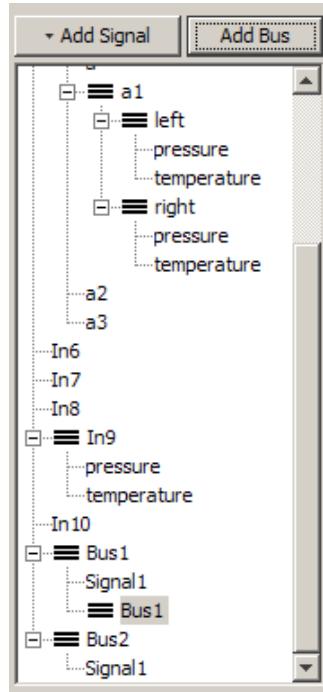 Add Signal
Add Bus
a1
left
pressure
temperature
right
pressure
temperature
a2
a3
In6
In7
In8
In9
pressure
temperature
In10
Bus1
Signal1
Bus1
Bus2
Signal1